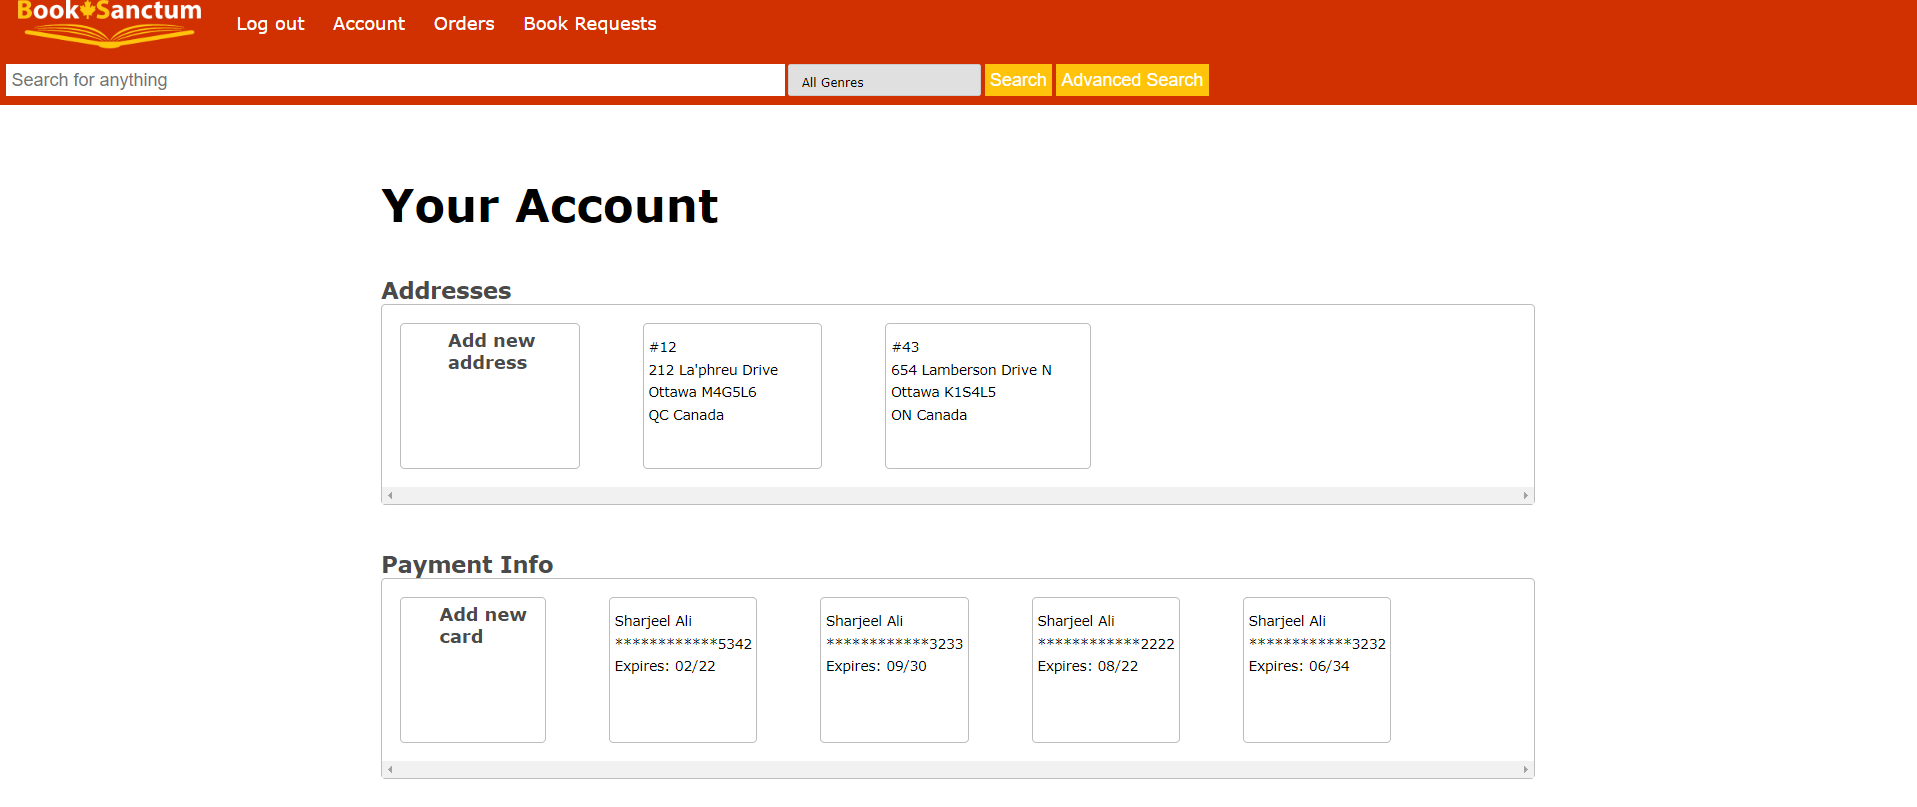 Book Sanctum
Log out Account Orders Book Requests
Search for anything All Genres Search Advanced Search
Your Account
Addresses
Add new
address
#12
212 La'phreu Drive
Ottawa M4G5L6
QC Canada
#43
654 Lamberson Drive N
Ottawa K1S4L5
ON Canada
Payment Info
Add new
card
Sharjeel Ali
************5342
Expires: 02/22
Sharjeel Ali
************3233
Expires: 09/30
Sharjeel Ali
************2222
Expires: 08/22
Sharjeel Ali
************3232
Expires: 06/34